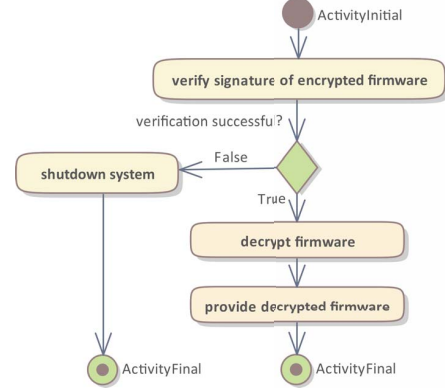 ActivityInitial
verify signature of encrypted firmware
verification successful?
False
shutdown system
True
decrypt firmware
provide decrypted firmware
ActivityFinal
ActivityFinal